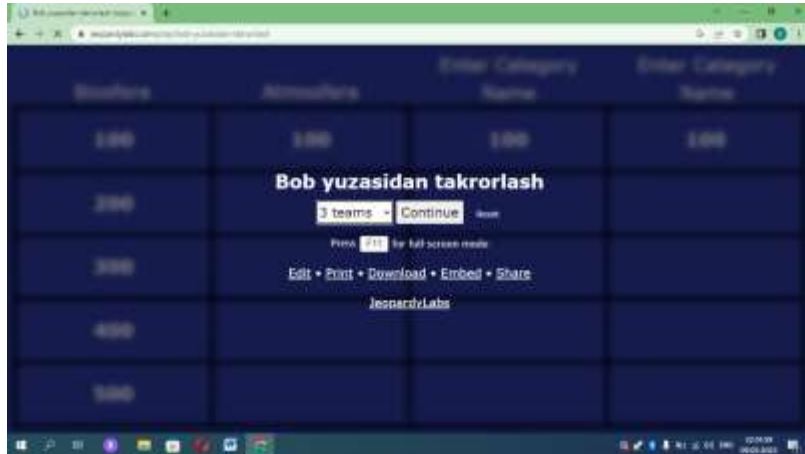 Enter Category
Name
Enter Category
Name
Biosfera
Atmosfera
100
100
100
100
200
300
400
500
Bob yuzasidan takrorlash
3 teams
Continue
Reset
Press F11 for full-screen mode
Edit • Print • Download • Embed • Share
JeopardyLabs